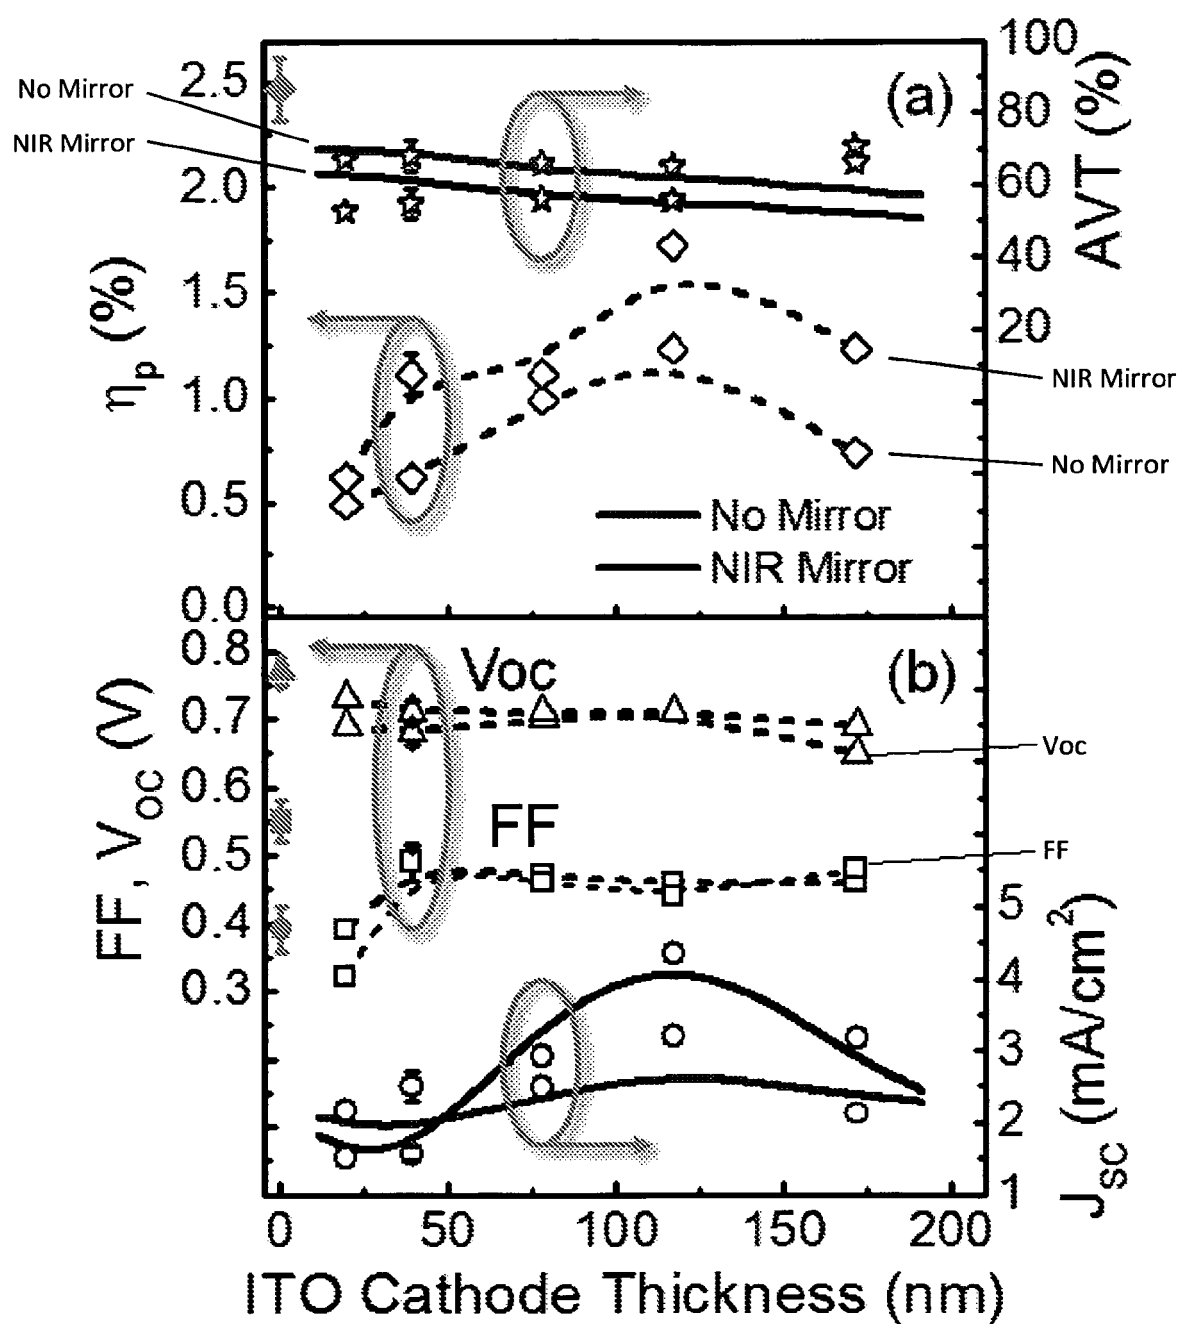 100
2.5
(a)
No Mirror
80
NIR Mirror
2.0
60
AVT (%)
40
1.5
ηp (%)
20
NIR Mirror
1.0
No Mirror
0.5
No Mirror
NIR Mirror
0.0
0.8
Voc
(b)
0.7
Voc
0.6
FF, VOC (V)
FF
0.5
FF
5
0.4
4
0.3
3
2
JSC (mA/cm2)
1
0 50 100 150 200
ITO Cathode Thickness (nm)